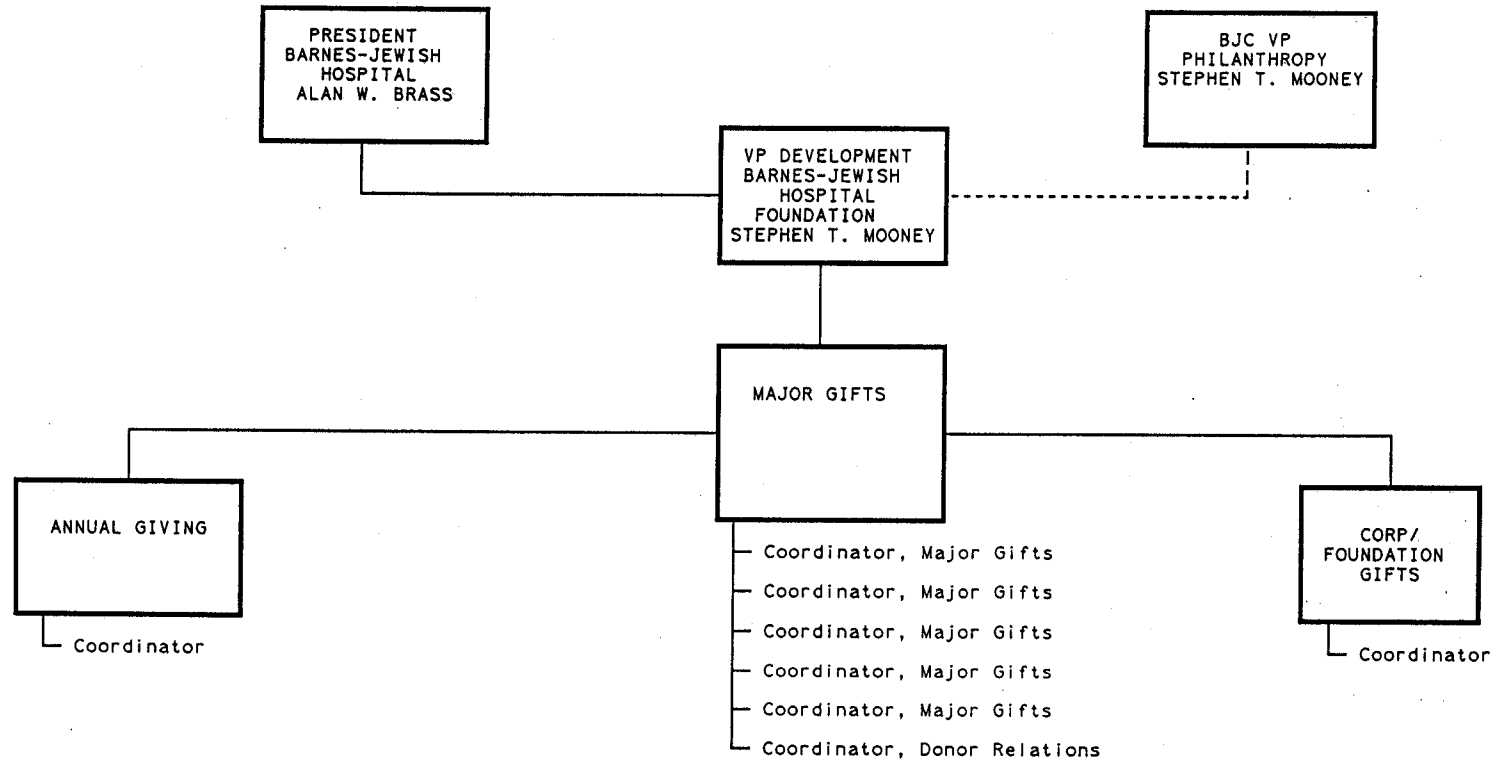 PRESIDENT
BARNES-JEWISH
HOSPITAL
ALAN W. BRASS
BJC VP
PHILANTHROPY
STEPHEN T. MOONEY
VP DEVELOPMENT
BARNES-JEWISH
HOSPITAL
FOUNDATION
STEPHEN T. MOONEY
MAJOR GIFTS
ANNUAL GIVING
Coordinator
Coordinator, Major Gifts
Coordinator, Major Gifts
Coordinator, Major Gifts
Coordinator, Major Gifts
Coordinator, Major Gifts
Coordinator, Donor Relations
CORP/
FOUNDATION
GIFTS
Coordinator